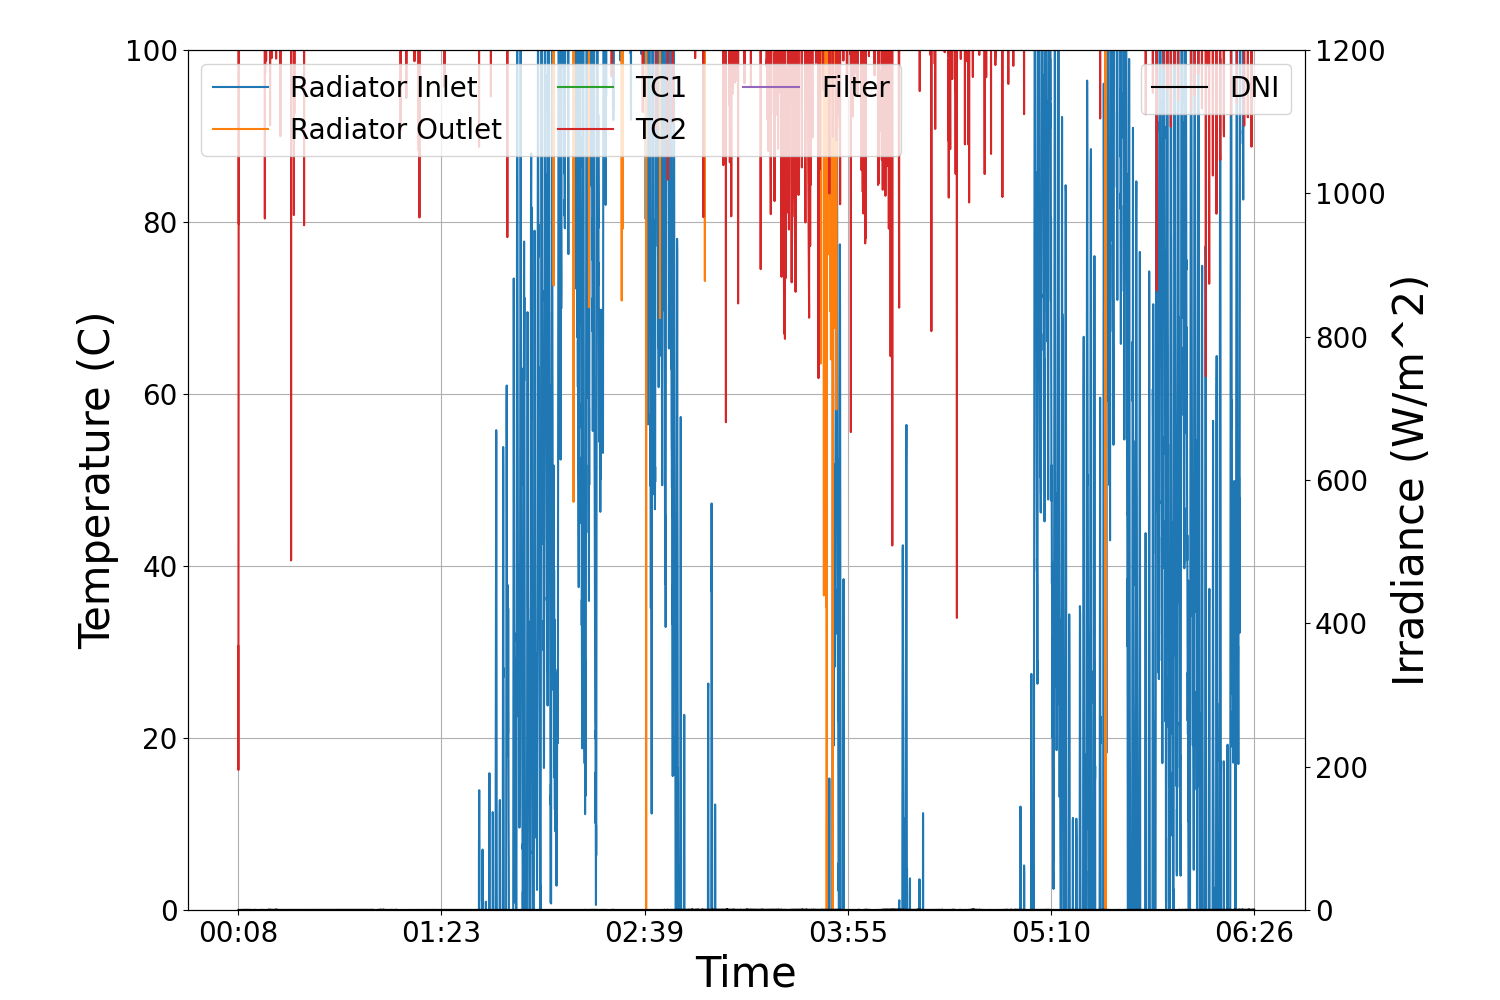 100
80
60
40
20
0
Temperature (C)
Radiator Inlet
Radiator Outlet
TC1
TC2
Filter
DNI
1200
1000
800
600
400
200
0
Irradiance (W/m^2)
00:08
01:23
02:39
03:55
05:10
06:26
Time